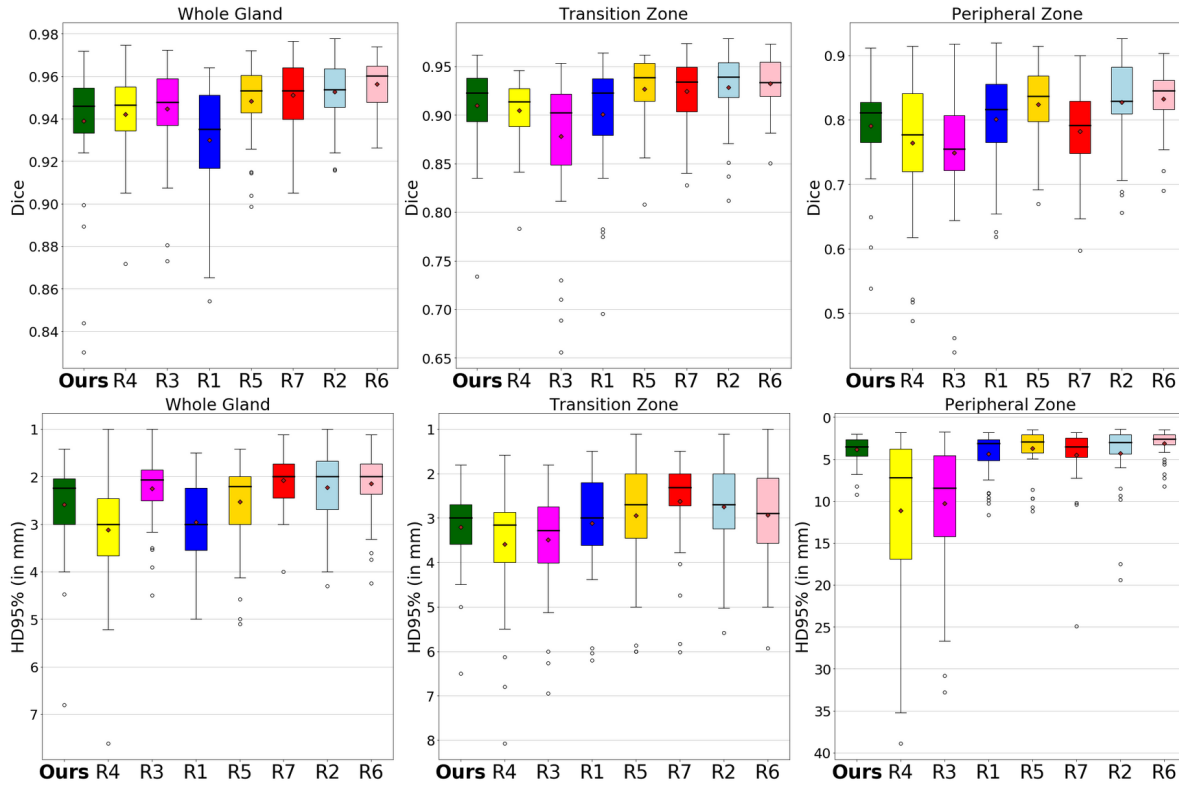 Whole Gland
Transition Zone
Peripheral Zone
Dice
0.98
0.96
0.94
0.92
0.90
0.88
0.86
0.84
Ours R4 R3 R1 R5 R7 R2 R6
Dice
0.95
0.90
0.85
0.80
0.75
0.70
0.65
Ours R4 R3 R1 R5 R7 R2 R6
Dice
0.9
0.8
0.7
0.6
0.5
Ours R4 R3 R1 R5 R7 R2 R6
Whole Gland
Transition Zone
Peripheral Zone
HD95% (in mm)
1
2
3
4
5
6
7
Ours R4 R3 R1 R5 R7 R2 R6
HD95% (in mm)
1
2
3
4
5
6
7
8
Ours R4 R3 R1 R5 R7 R2 R6
HD95% (in mm)
0
5
10
15
20
25
30
35
40
Ours R4 R3 R1 R5 R7 R2 R6